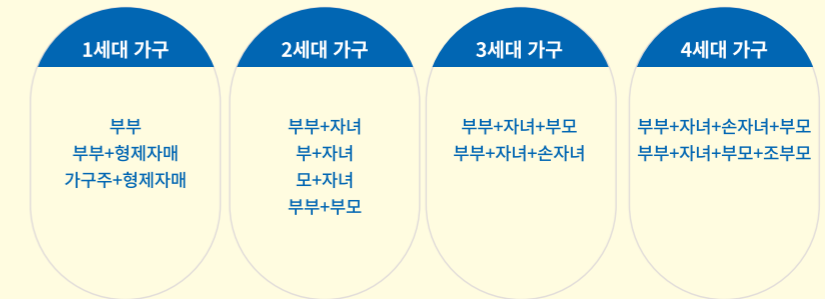 1세대 가구
부부
부부+형제자매
가구주+형제자매
2세대 가구
부부+자녀
부+자녀
모+자녀
부부+부모
3세대 가구
부부+자녀+부모
부부+자녀+손자녀
4세대 가구
부부+자녀+손자녀+부모
부부+자녀+부모+조부모